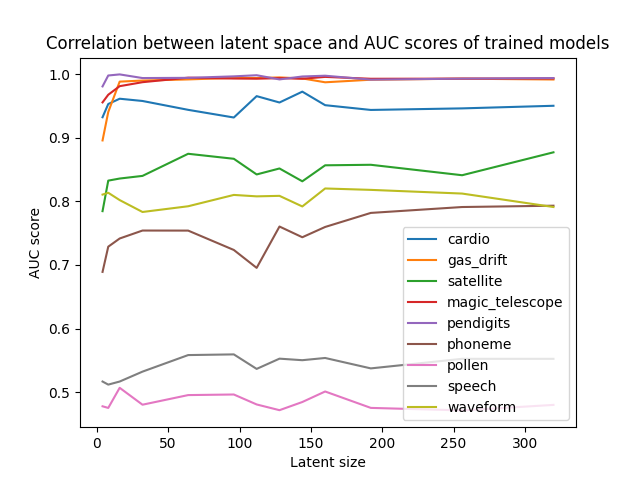 Correlation between latent space and AUC scores of trained models
AUC score
1.0
0.9
0.8
0.7
0.6
0.5
cardio
gas_drift
satellite
magic_telescope
pendigits
phoneme
pollen
speech
waveform
0
50
100
150
200
250
300
Latent size